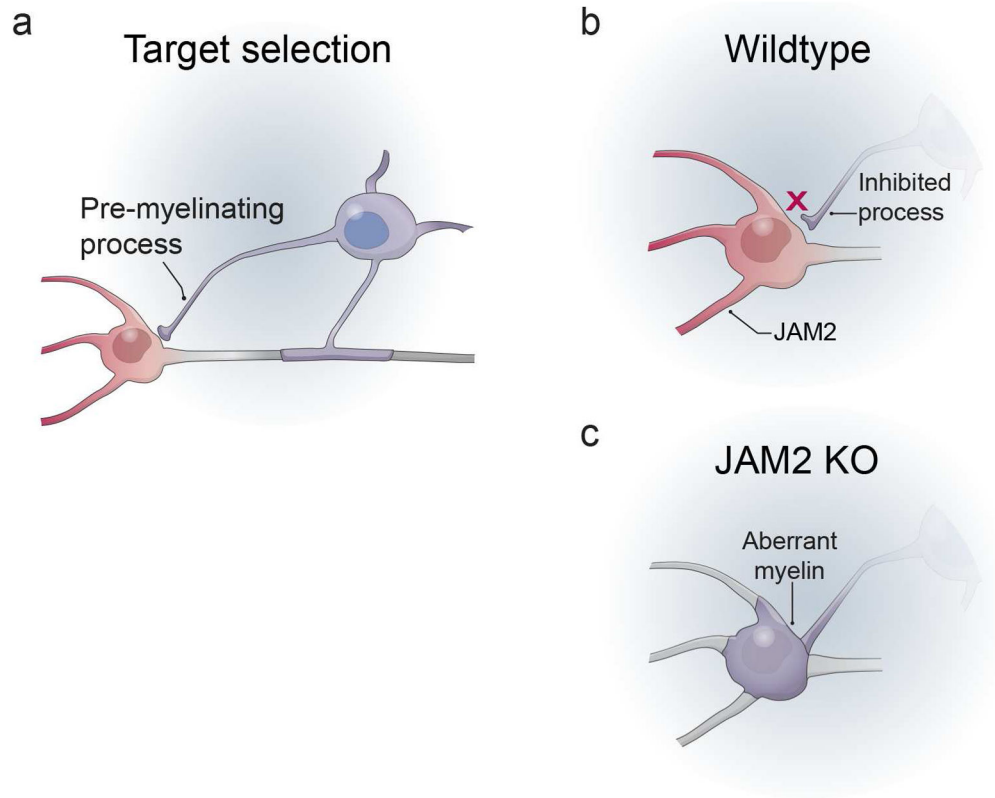 a
Target selection
Pre-myelinating
process
b
Wildtype
x
Inhibited
process
JAM2
c
JAM2 KO
Aberrant
myelin